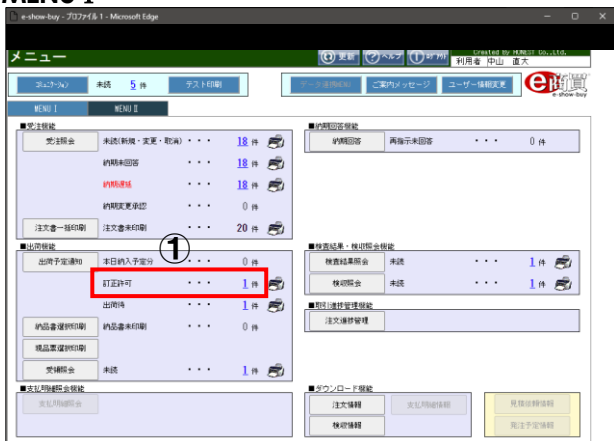 MENU I
e-show-buy - プロファイル 1 - Microsoft Edge
メニュー
更新
ヘルプ
ログアウト
Created by HONEST Co.,Ltd.
利用者 中山 直大
コミュニケーション
未読 5 件
テスト印刷
ご案内メッセージ
ユーザー情報変更
e商買
e-show-buy
MENU I
MENU II
■受注機能
受注照会 未読(新規・変更・取消)・・・ 18 件
納期未回答 ・・・ 18 件
納期遅延 ・・・ 18 件
納期変更承認 ・・・ 0 件
注文書一括印刷 注文書未印刷 ・・・ 20 件
■納期回答機能
納期回答 再指示未回答 ・・・ 0 件
■出荷機能
①
出荷予定通知 本日納入予定分 ・・・ 0 件
訂正許可 ・・・ 1 件
出荷待 ・・・ 1 件
納品書選択印刷 納品書未印刷 ・・・ 0 件
現品票選択印刷
受領照会 未読 ・・・ 1 件
■検査結果・検収照会機能
検査結果照会 未読 ・・・ 1 件
検収照会 未読 ・・・ 1 件
■取引進捗管理機能
注文進捗管理
■支払明細照会機能
支払明細照会
■ダウンロード機能
注文情報
支払明細情報
見積依頼情報
検収情報
発注予定情報